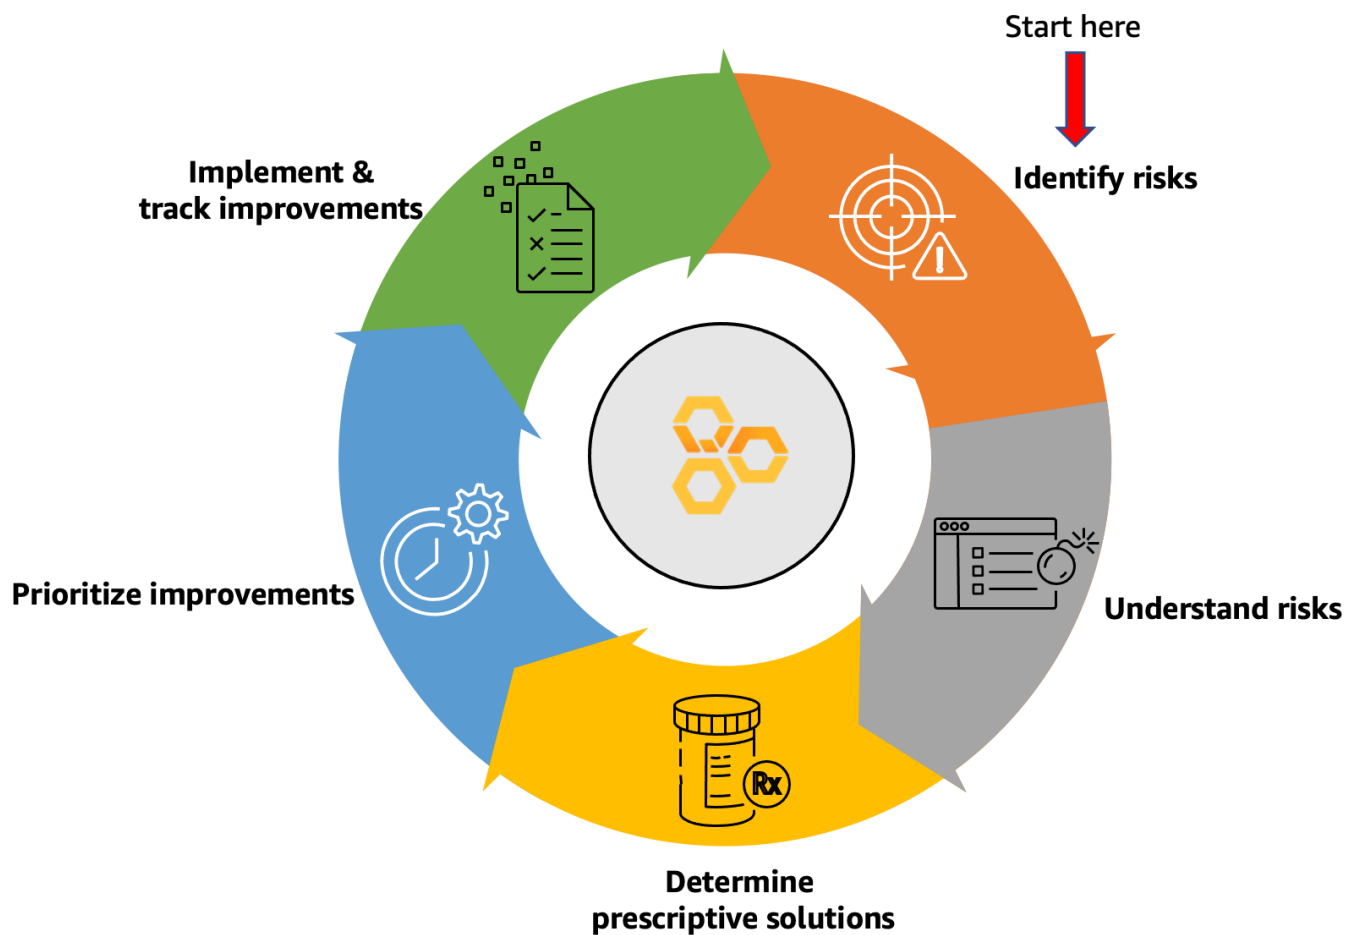 Start here
Identify risks
Understand risks
Rx
Determine
prescriptive solutions
Prioritize improvements
Implement &
track improvements